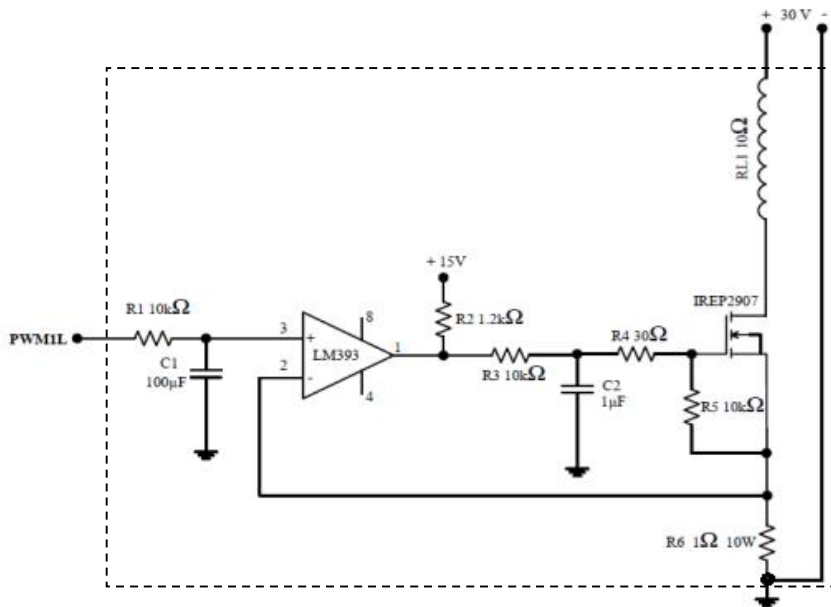 + 30 V -
RL1 10Ω
+ 15V
IREP2907
R1 10kΩ
R2 1.2kΩ
8
PWM1L
3
+
LM393
1
R4 30Ω
2
-
R3 10kΩ
C1
100µF
4
C2
1µF
R5 10kΩ
R6 1Ω 10W